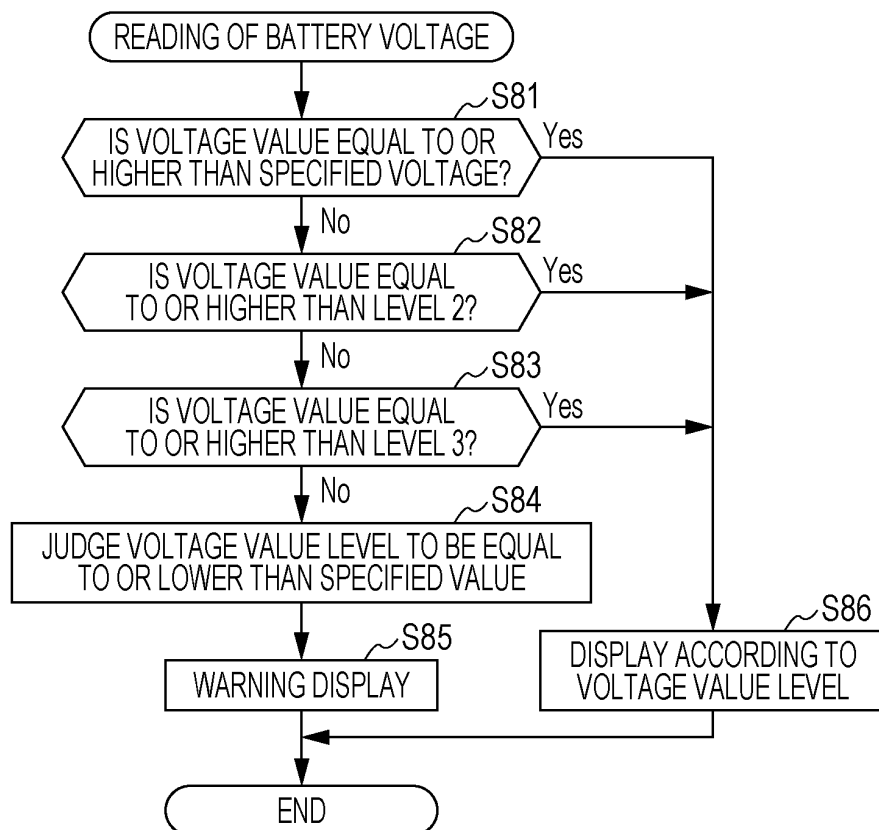 READING OF BATTERY VOLTAGE
S81
IS VOLTAGE VALUE EQUAL TO OR
HIGHER THAN SPECIFIED VOLTAGE?
Yes
No
S82
IS VOLTAGE VALUE EQUAL
TO OR HIGHER THAN LEVEL 2?
Yes
No
S83
IS VOLTAGE VALUE EQUAL
TO OR HIGHER THAN LEVEL 3?
Yes
No
S84
JUDGE VOLTAGE VALUE LEVEL TO BE EQUAL
TO OR LOWER THAN SPECIFIED VALUE
S85
WARNING DISPLAY
S86
DISPLAY ACCORDING TO
VOLTAGE VALUE LEVEL
END